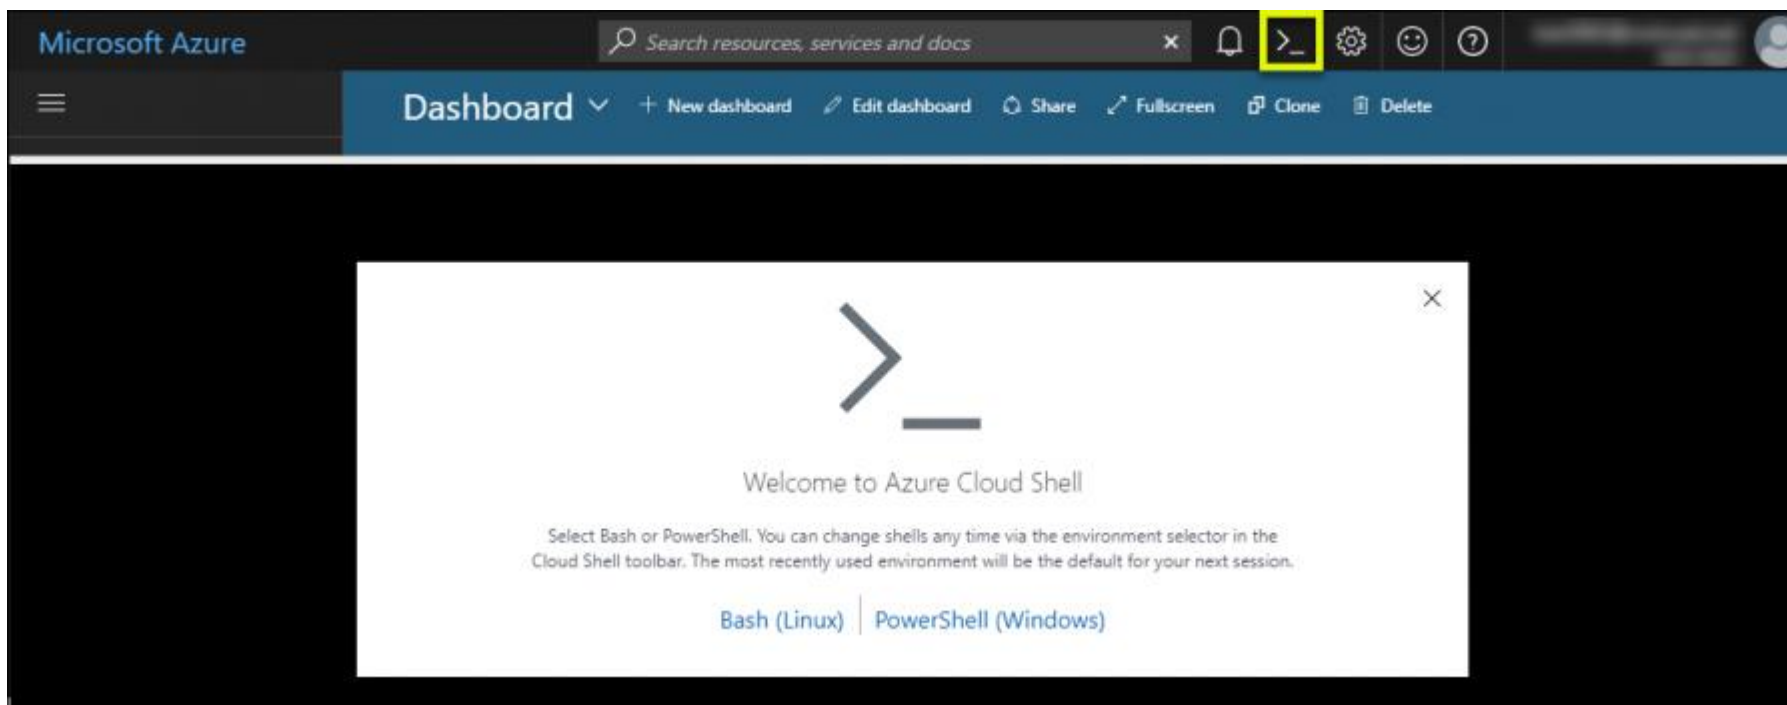 Microsoft Azure
Search resources, services and docs
Dashboard
New dashboard
Edit dashboard
Share
Fullscreen
Clone
Delete
Welcome to Azure Cloud Shell
Select Bash or PowerShell. You can change shells any time via the environment selector in the
Cloud Shell toolbar. The most recently used environment will be the default for your next session.
Bash (Linux)
PowerShell (Windows)